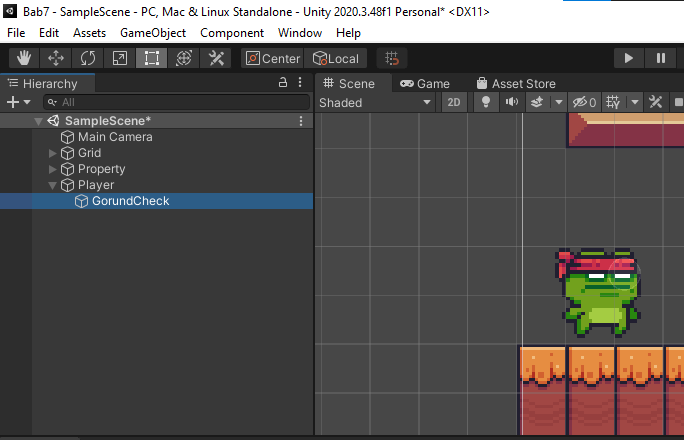 Bab7 - SampleScene - PC, Mac & Linux Standalone - Unity 2020.3.48f1 Personal* <DX11>
File Edit Assets GameObject Component Window Help
Center Local
Hierarchy
Scene Game Asset Store
All
Shaded 2D 0
SampleScene*
Main Camera
Grid
Property
Player
GorundCheck